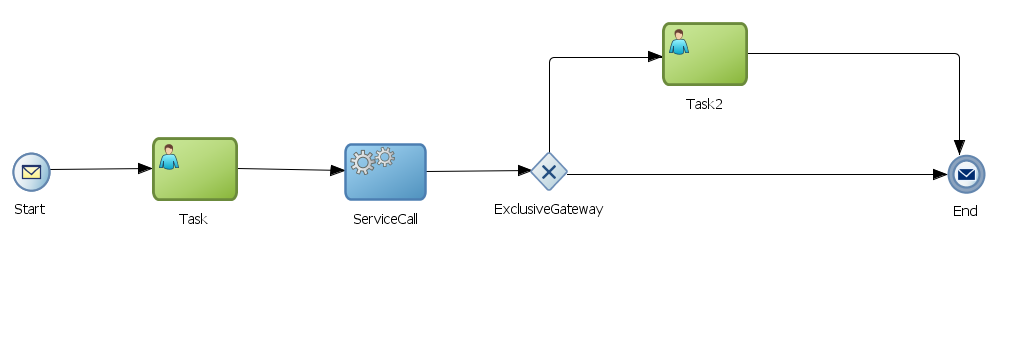 Task2
Start
Task
ServiceCall
ExclusiveGateway
End